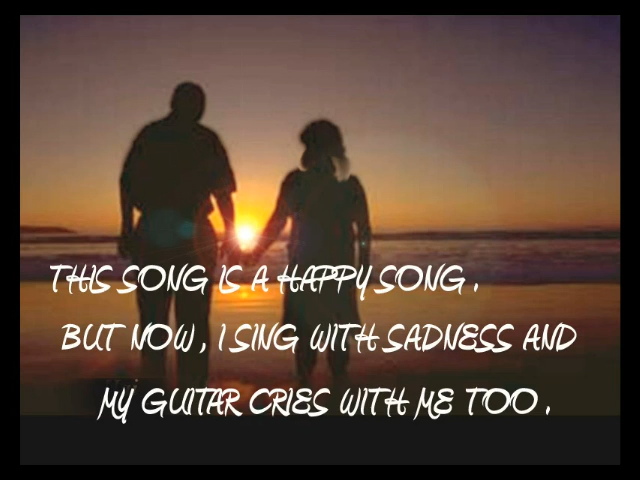 THIS SONG IS A HAPPY SONG .
BUT NOW , I SING WITH SADNESS AND
MY GUITAR CRIES WITH ME TOO .